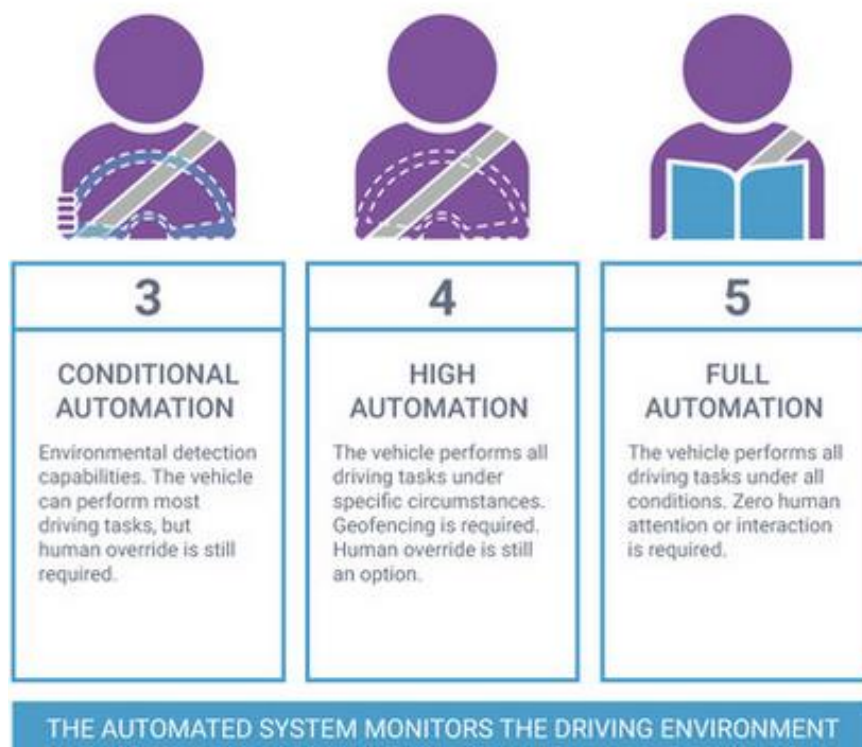 3
CONDITIONAL
AUTOMATION
Environmental detection
capabilities. The vehicle
can perform most
driving tasks, but
human override is still
required.
4
HIGH
AUTOMATION
The vehicle performs all
driving tasks under
specific circumstances.
Geofencing is required.
Human override is still
an option.
5
FULL
AUTOMATION
The vehicle performs all
driving tasks under all
conditions. Zero human
attention or interaction
is required.
THE AUTOMATED SYSTEM MONITORS THE DRIVING ENVIRONMENT